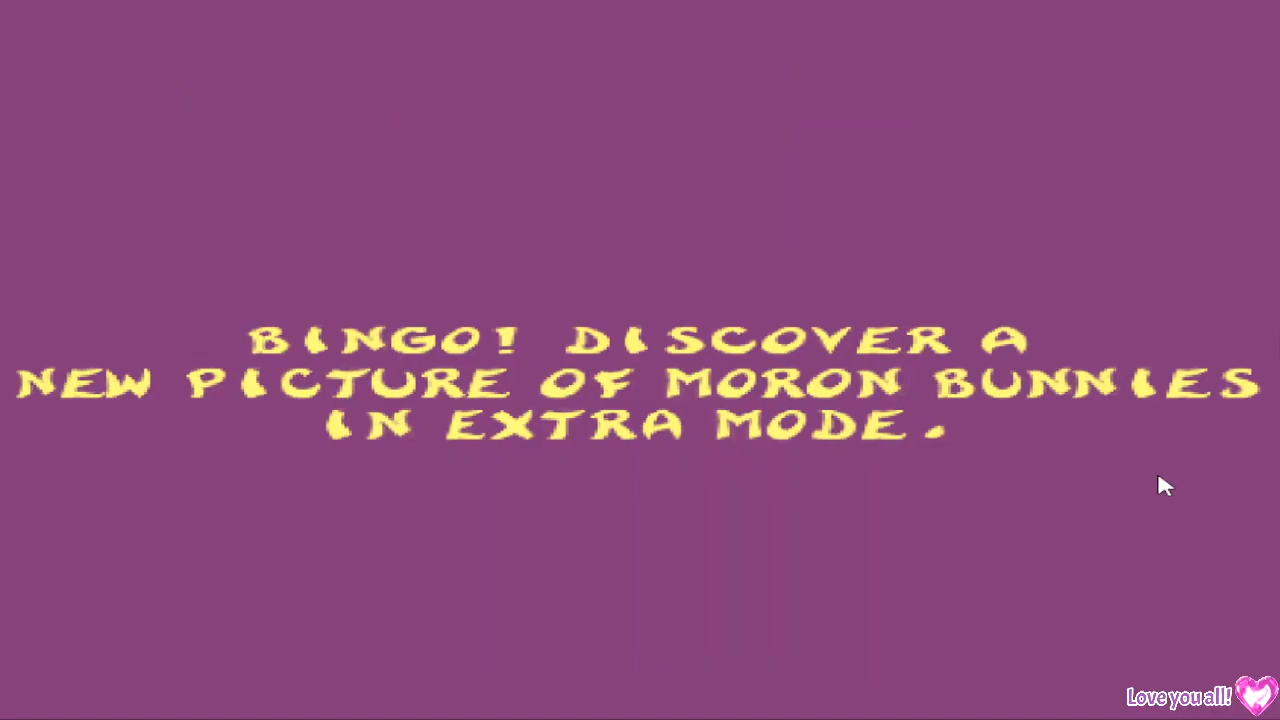 BINGO! DISCOVER A
NEW PICTURE OF MORON BUNNIES
IN EXTRA MODE.
Love you all!